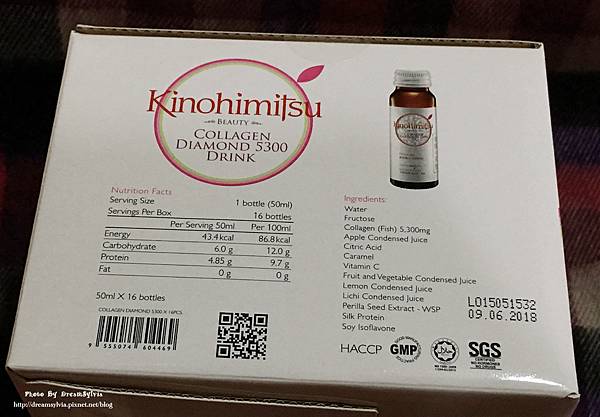 Kinohimitsu
BEAUTY
COLLAGEN
DIAMOND 5300
DRINK
Nutrition Facts
Serving Size 1 bottle (50ml)
Servings Per Box 16 bottles
Per Serving 50ml Per 100ml
Energy 43.4kcal 86.8kcal
Carbohydrate 6.0 g 12.0 g
Protein 4.85 g 9.7 g
Fat 0 g 0 g
50ml X 16 bottles
COLLAGEN DIAMOND 5300 X 16PCS
9 555074 604469
Kinohimitsu
Ingredients:
Water
Fructose
Collagen (Fish) 5,300mg
Apple Condensed Juice
Citric Acid
Caramel
Vitamin C
Fruit and Vegetable Condensed Juice
Lemon Condensed Juice
Lichi Condensed Juice
Perilla Seed Extract - WSP
Silk Protein
Soy Isoflavone
L015051532
09.06.2018
HACCP GMP SGS
Photo By DreamSylvia
http://dreamsylvia.pixnet.net/blog